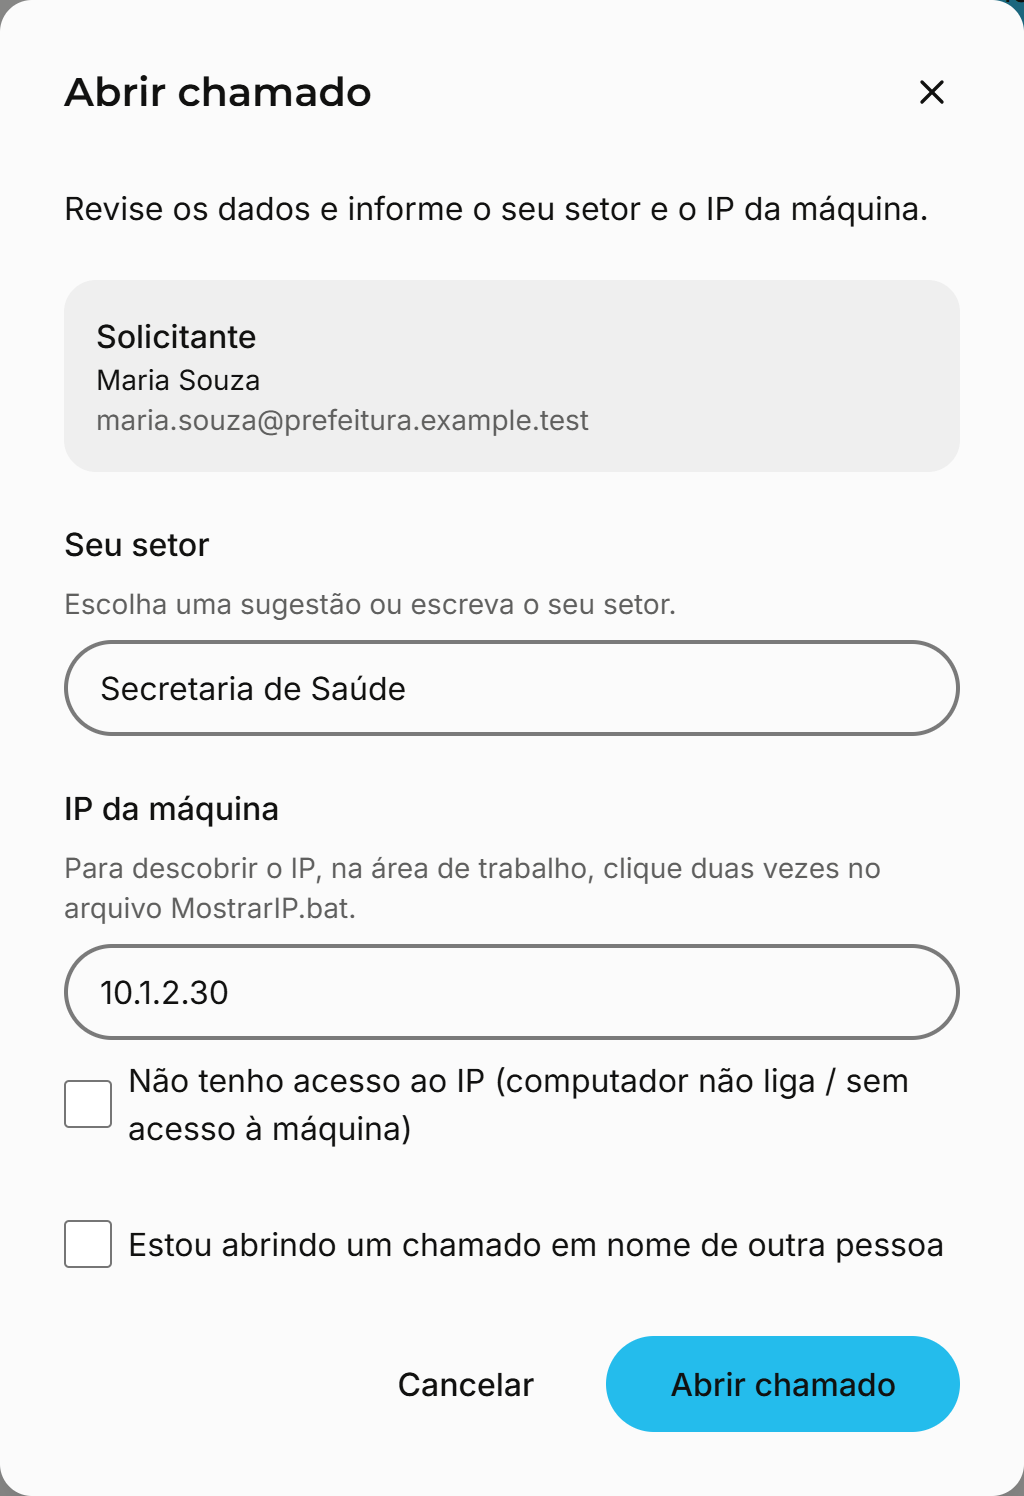 Abrir chamado
Revise os dados e informe o seu setor e o IP da máquina.
Solicitante
Maria Souza
maria.souza@prefeitura.example.test
Seu setor
Escolha uma sugestão ou escreva o seu setor.
Secretaria de Saúde
IP da máquina
Para descobrir o IP, na área de trabalho, clique duas vezes no
arquivo MostrarIP.bat.
10.1.2.30
Não tenho acesso ao IP (computador não liga / sem
acesso à máquina)
Estou abrindo um chamado em nome de outra pessoa
Cancelar
Abrir chamado